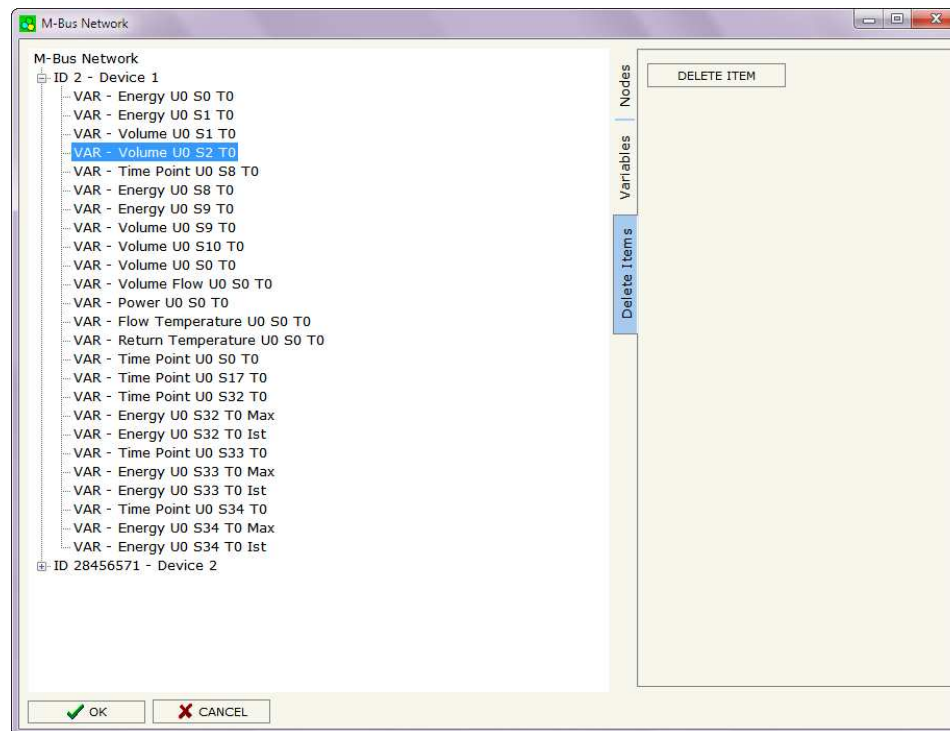 M-Bus Network
M-Bus Network
ID 2 - Device 1
VAR - Energy U0 S0 T0
VAR - Energy U0 S1 T0
VAR - Volume U0 S1 T0
VAR - Volume U0 S2 T0
VAR - Time Point U0 S8 T0
VAR - Energy U0 S8 T0
VAR - Energy U0 S9 T0
VAR - Volume U0 S9 T0
VAR - Volume U0 S10 T0
VAR - Volume U0 S0 T0
VAR - Volume Flow U0 S0 T0
VAR - Power U0 S0 T0
VAR - Flow Temperature U0 S0 T0
VAR - Return Temperature U0 S0 T0
VAR - Time Point U0 S0 T0
VAR - Time Point U0 S17 T0
VAR - Time Point U0 S32 T0
VAR - Energy U0 S32 T0 Max
VAR - Energy U0 S32 T0 Ist
VAR - Time Point U0 S33 T0
VAR - Energy U0 S33 T0 Max
VAR - Energy U0 S33 T0 Ist
VAR - Time Point U0 S34 T0
VAR - Energy U0 S34 T0 Max
VAR - Energy U0 S34 T0 Ist
ID 28456571 - Device 2
Nodes
Variables
Delete Items
DELETE ITEM
OK
CANCEL